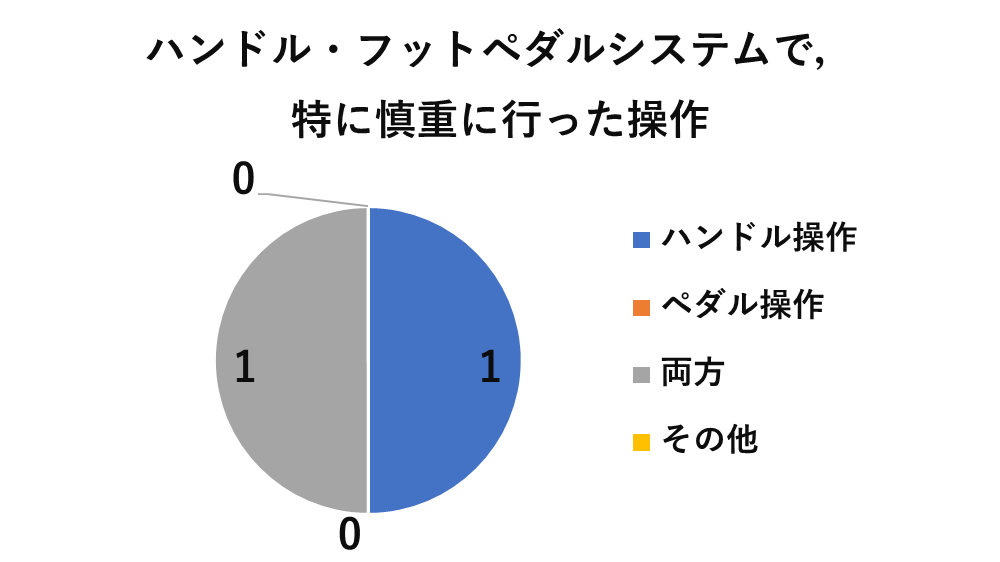 ハンドル・フットペダルシステムで,
特に慎重に行った操作
0
1
1
0
ハンドル操作
ペダル操作
両方
その他